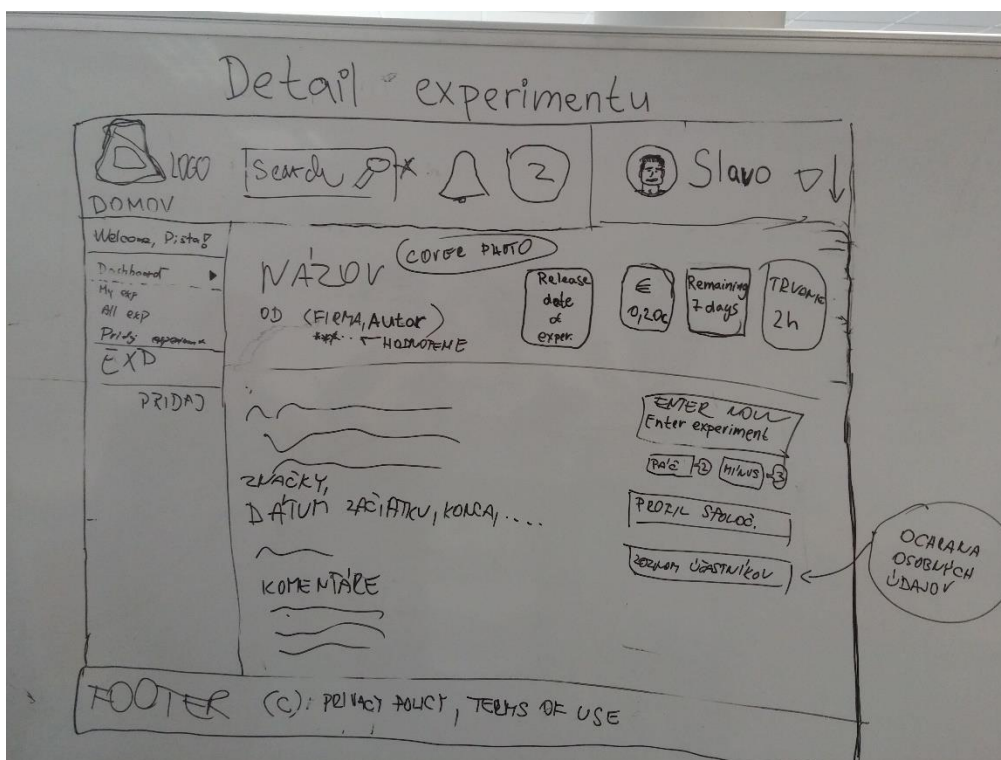 Detail experimentu
LOGO
Search
2
Slavo
DOMOV
Welcome, Pista!
Dashboard
My exp
All exp
Pridaj
EXP
PRIDAJ
NÁZOV
COVER PHOTO
OD (FIRMA, Autor)
HODNOTENIE
Release
date
of
exper.
€
0,20c
Remaining
7 days
TRVANIE
2h
ZNAČKY,
DÁTUM ZAČIATKU, KONCA, ....
KOMENTÁRE
ENTER NOW
Enter experiment
PÁČ 2 MÍNUS 3
PROFIL SPOLOČ.
ZOZNAM ÚČASTNÍKOV
OCHRANA
OSOBNÝCH
ÚDAJOV
FOOTER (C): PRIVACY POLICY, TERMS OF USE